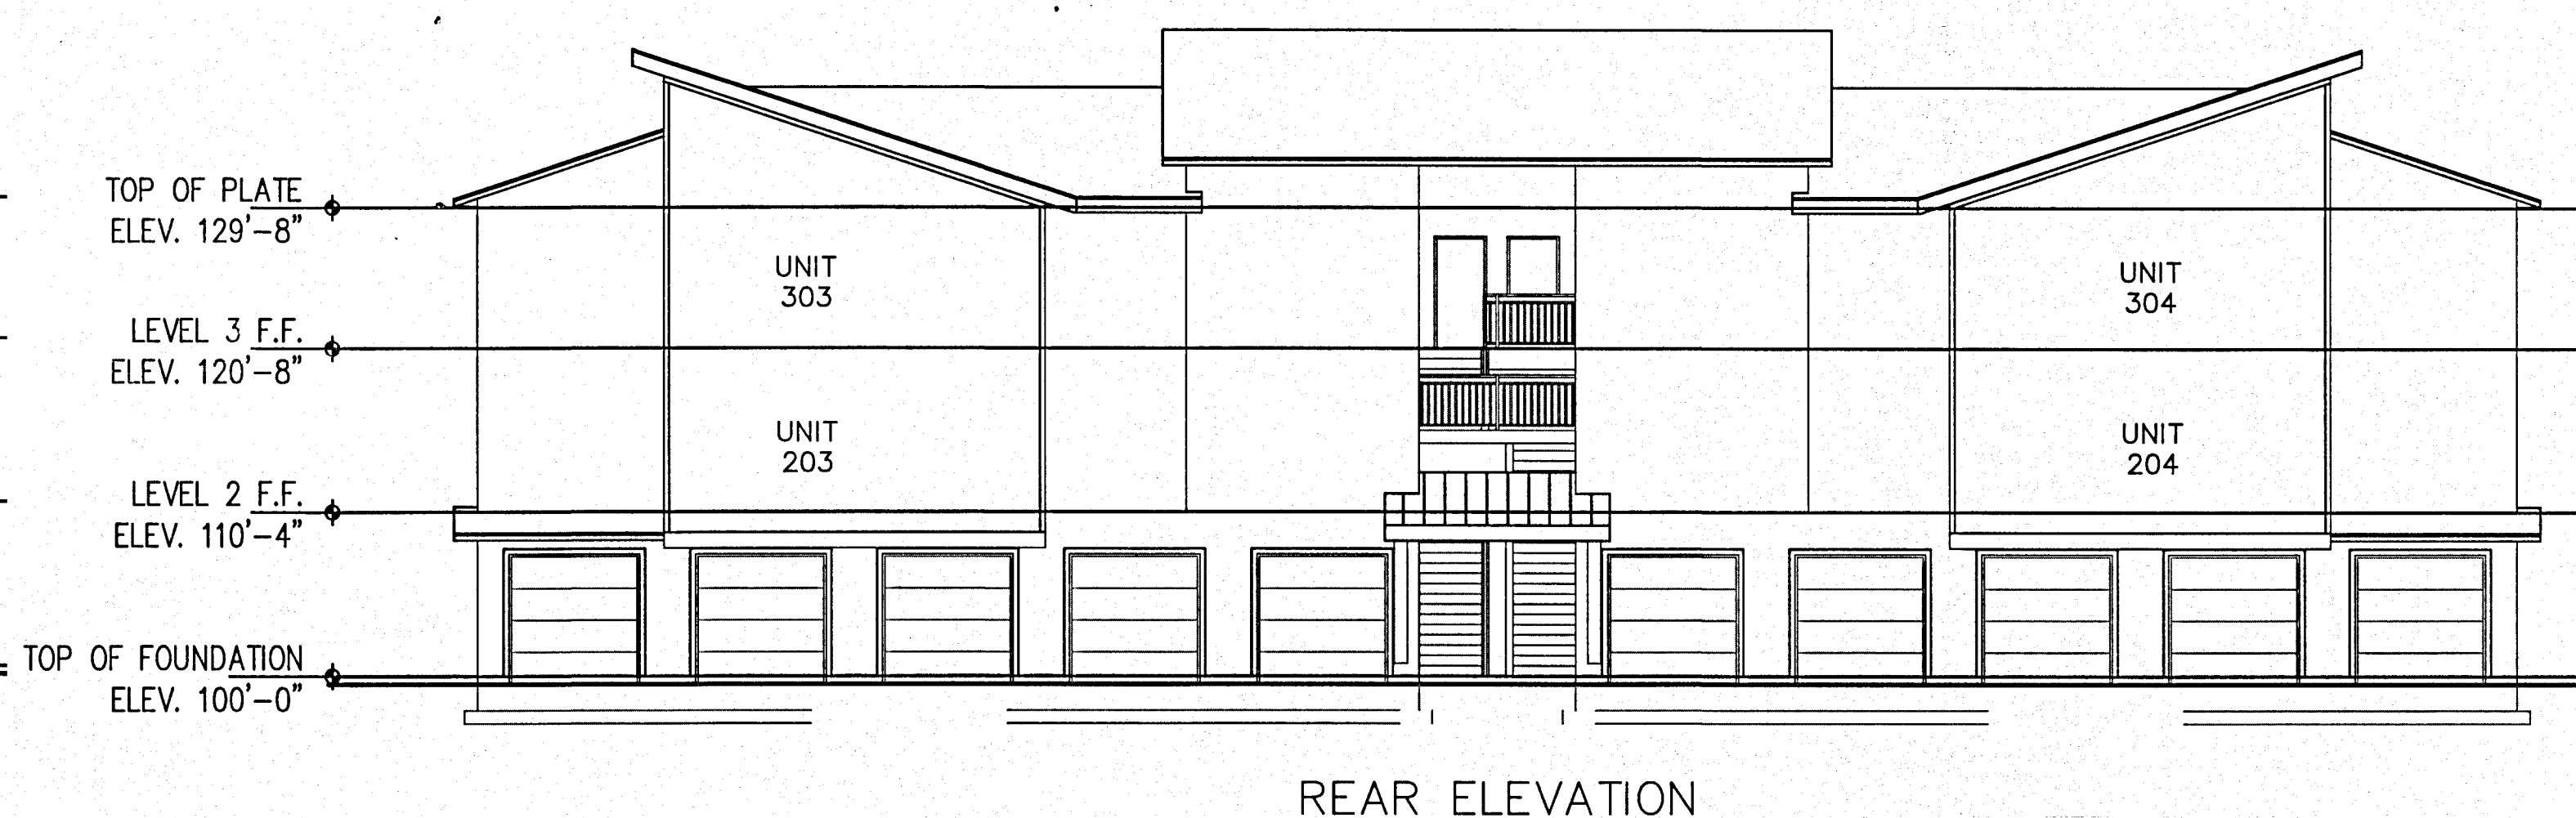 TOP OF PLATE
ELEV. 129'-8"
LEVEL 3 F.F.
ELEV. 120'-8"
LEVEL 2 F.F.
ELEV. 110'-4"
TOP OF FOUNDATION
ELEV. 100'-0"
UNIT
303
UNIT
203
UNIT
304
UNIT
204
REAR ELEVATION